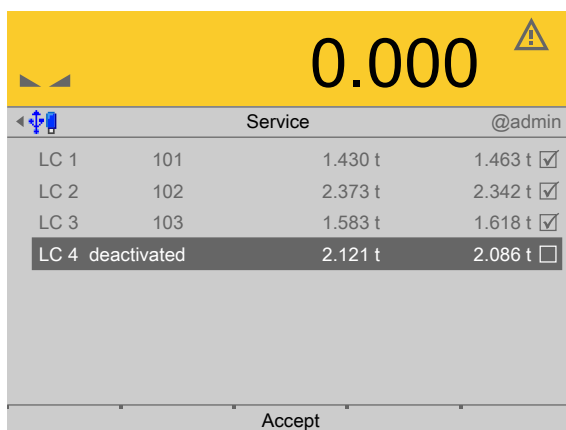 0.000
Service @admin
LC 1 101 1.430 t 1.463 t
LC 2 102 2.373 t 2.342 t
LC 3 103 1.583 t 1.618 t
LC 4 deactivated 2.121 t 2.086 t
Accept